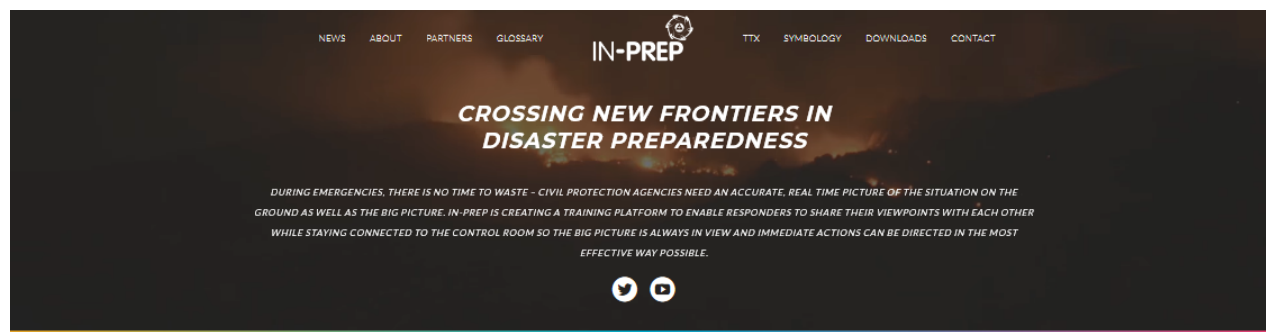 NEWS ABOUT PARTNERS GLOSSARY IN-PREP TTX SYMBOLOGY DOWNLOADS CONTACT
CROSSING NEW FRONTIERS IN
DISASTER PREPAREDNESS
DURING EMERGENCIES, THERE IS NO TIME TO WASTE – CIVIL PROTECTION AGENCIES NEED AN ACCURATE, REAL TIME PICTURE OF THE SITUATION ON THE
GROUND AS WELL AS THE BIG PICTURE. IN-PREP IS CREATING A TRAINING PLATFORM TO ENABLE RESPONDERS TO SHARE THEIR VIEWPOINTS WITH EACH OTHER
WHILE STAYING CONNECTED TO THE CONTROL ROOM SO THE BIG PICTURE IS ALWAYS IN VIEW AND IMMEDIATE ACTIONS CAN BE DIRECTED IN THE MOST
EFFECTIVE WAY POSSIBLE.